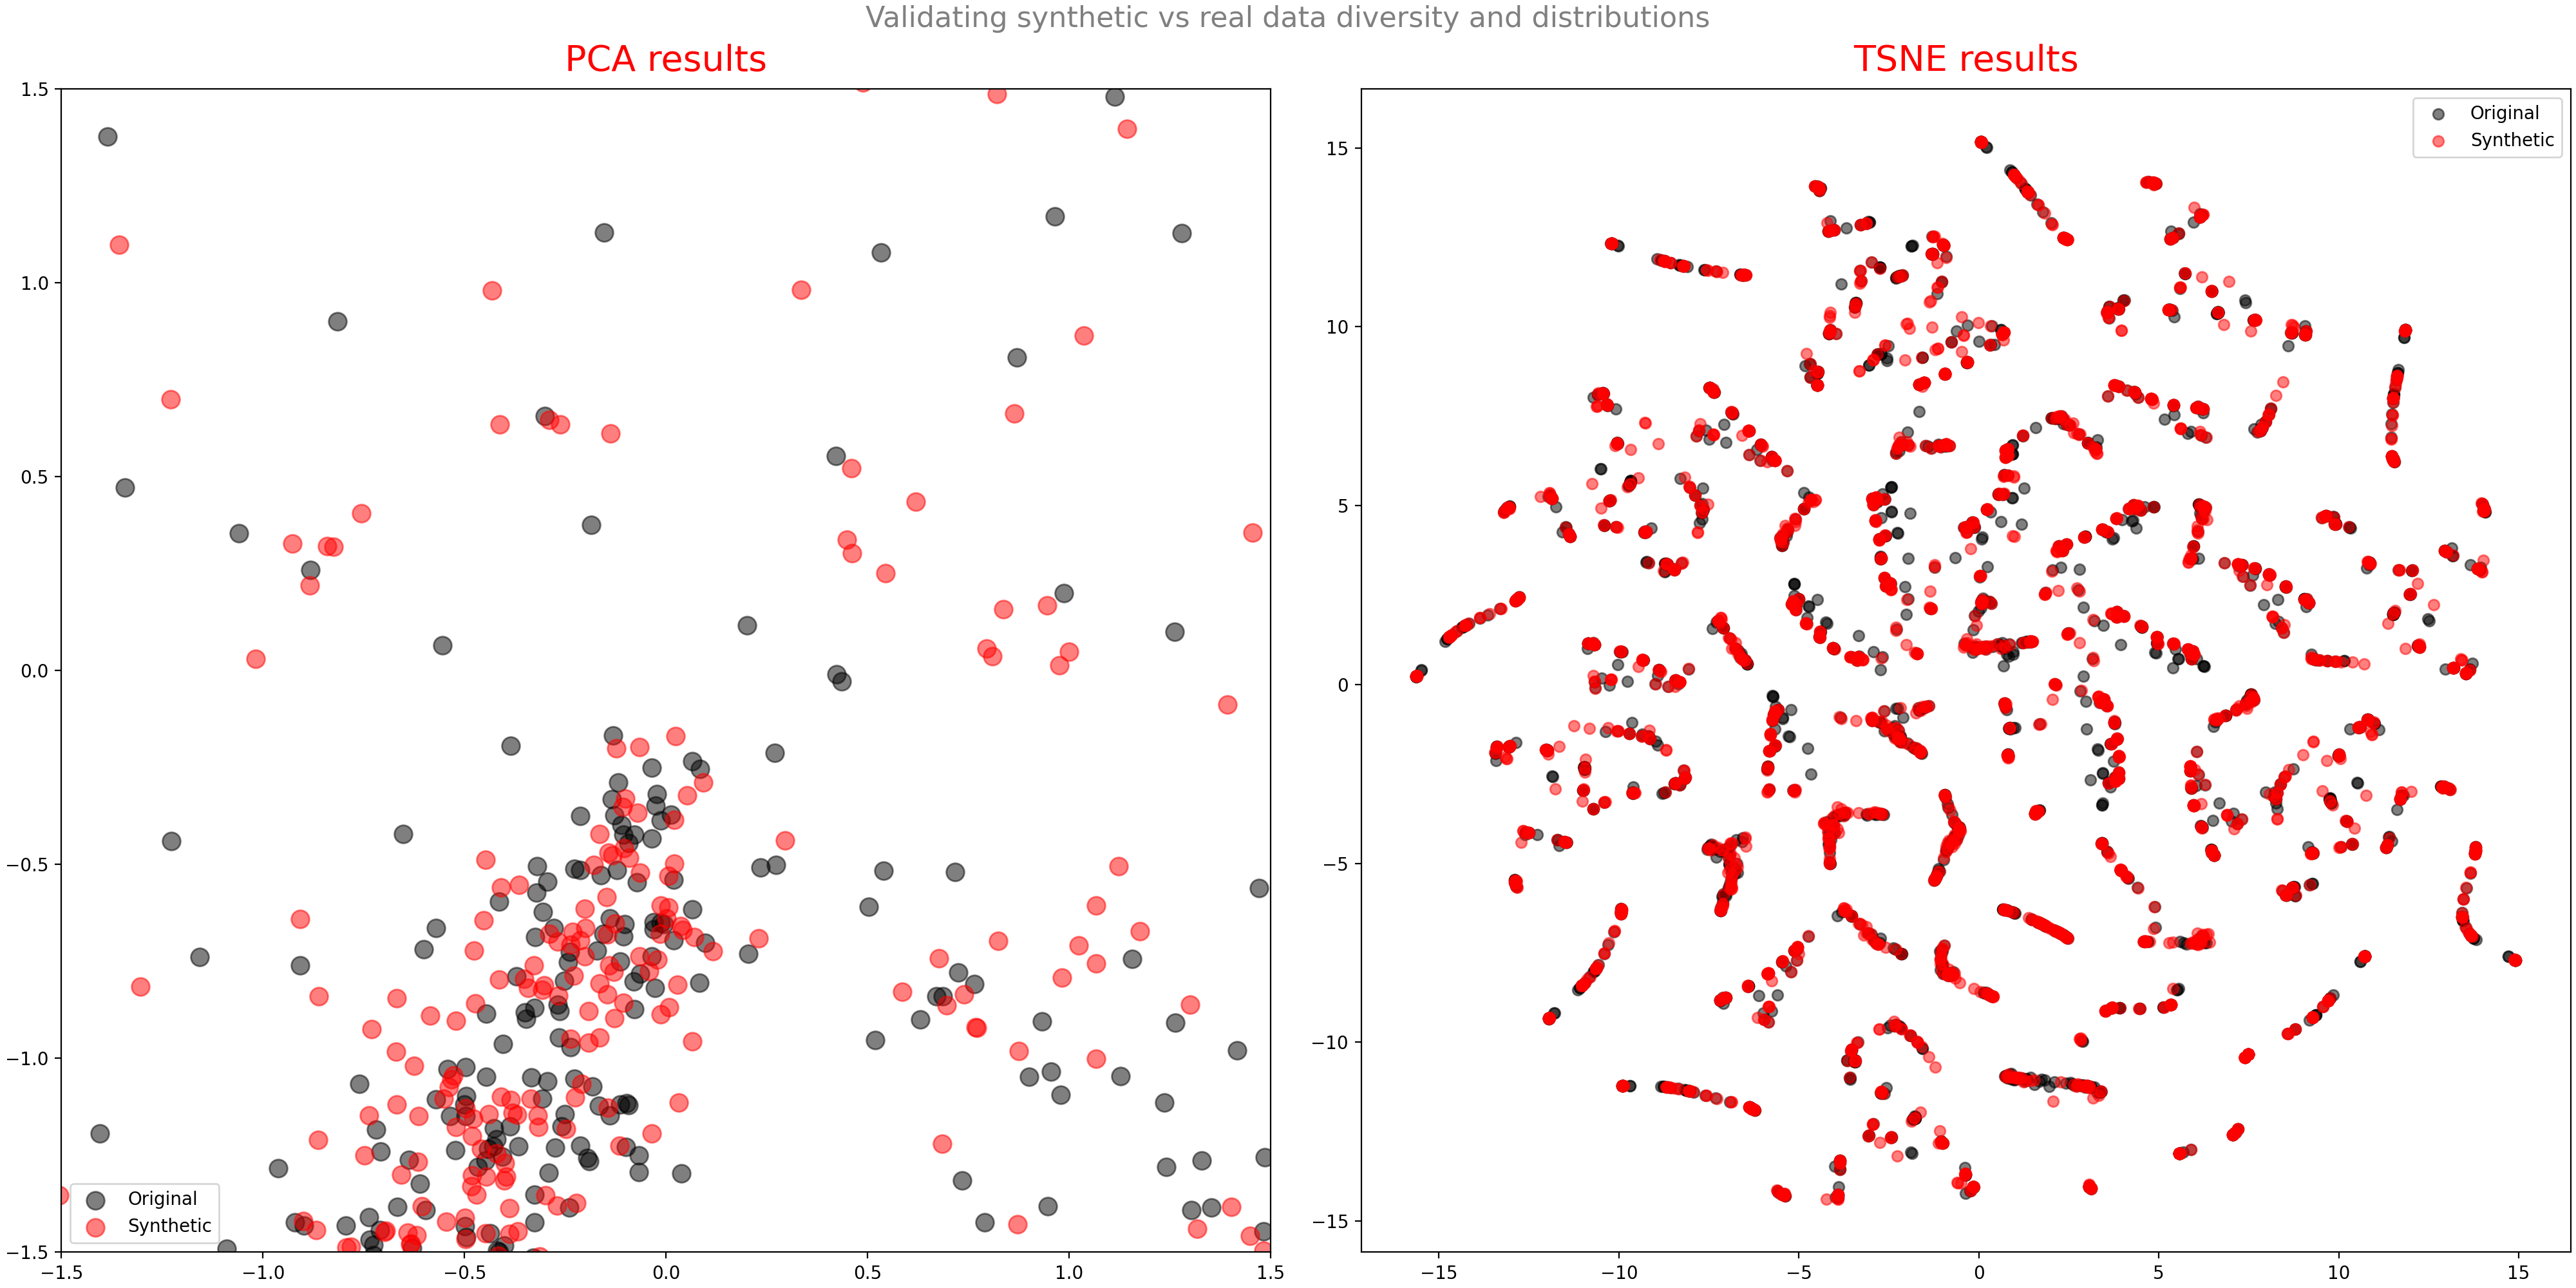 Validating synthetic vs real data diversity and distributions
PCA results
1.5
1.0
0.5
0.0
−0.5
−1.0
−1.5
−1.5 −1.0 −0.5 0.0 0.5 1.0 1.5
Original
Synthetic
TSNE results
15
10
5
0
−5
−10
−15
−15 −10 −5 0 5 10 15
Original
Synthetic